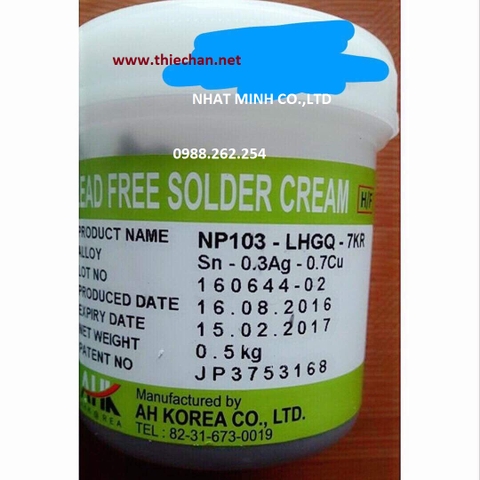 www.thiechan.net
NHAT MINH CO.,LTD
0988.262.254
LEAD FREE SOLDER CREAM H/F
PRODUCT NAME NP103 - LHGQ - 7KR
ALLOY Sn - 0.3Ag - 0.7Cu
LOT NO 160644-02
PRODUCED DATE 16.08.2016
EXPIRY DATE 15.02.2017
NET WEIGHT 0.5kg
PATENT NO JP3753168
AHK Manufactured by
KOREA AH KOREA CO., LTD.
TEL : 82-31-673-0019